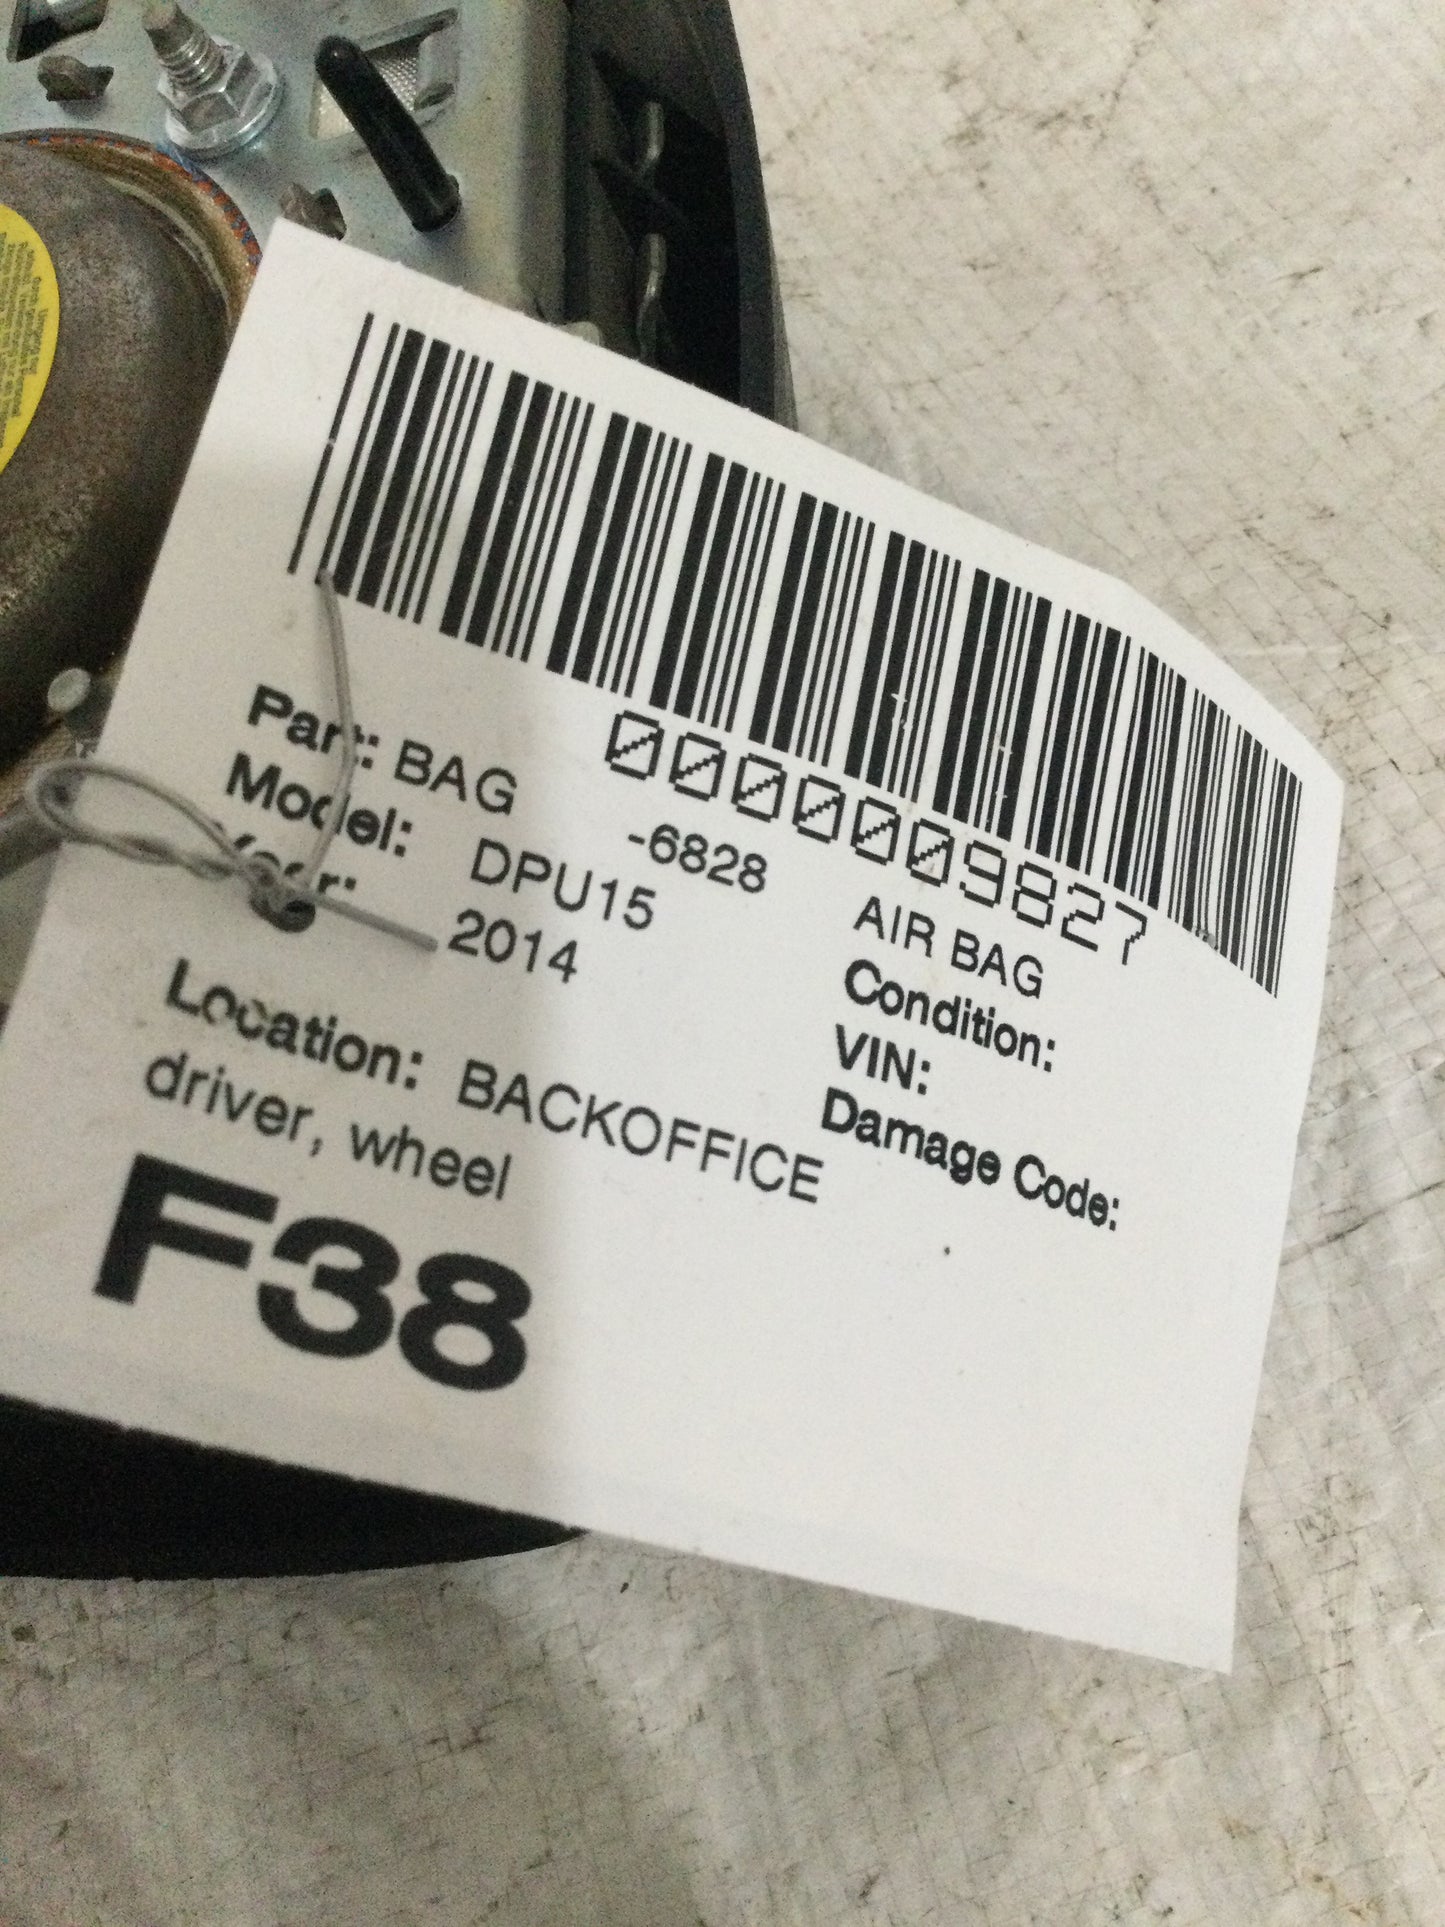 0000009827
Part: BAG -6828 AIR BAG
Model: DPU15 Condition:
Year: 2014 VIN:
Damage Code:
Location: BACKOFFICE
driver, wheel
F38